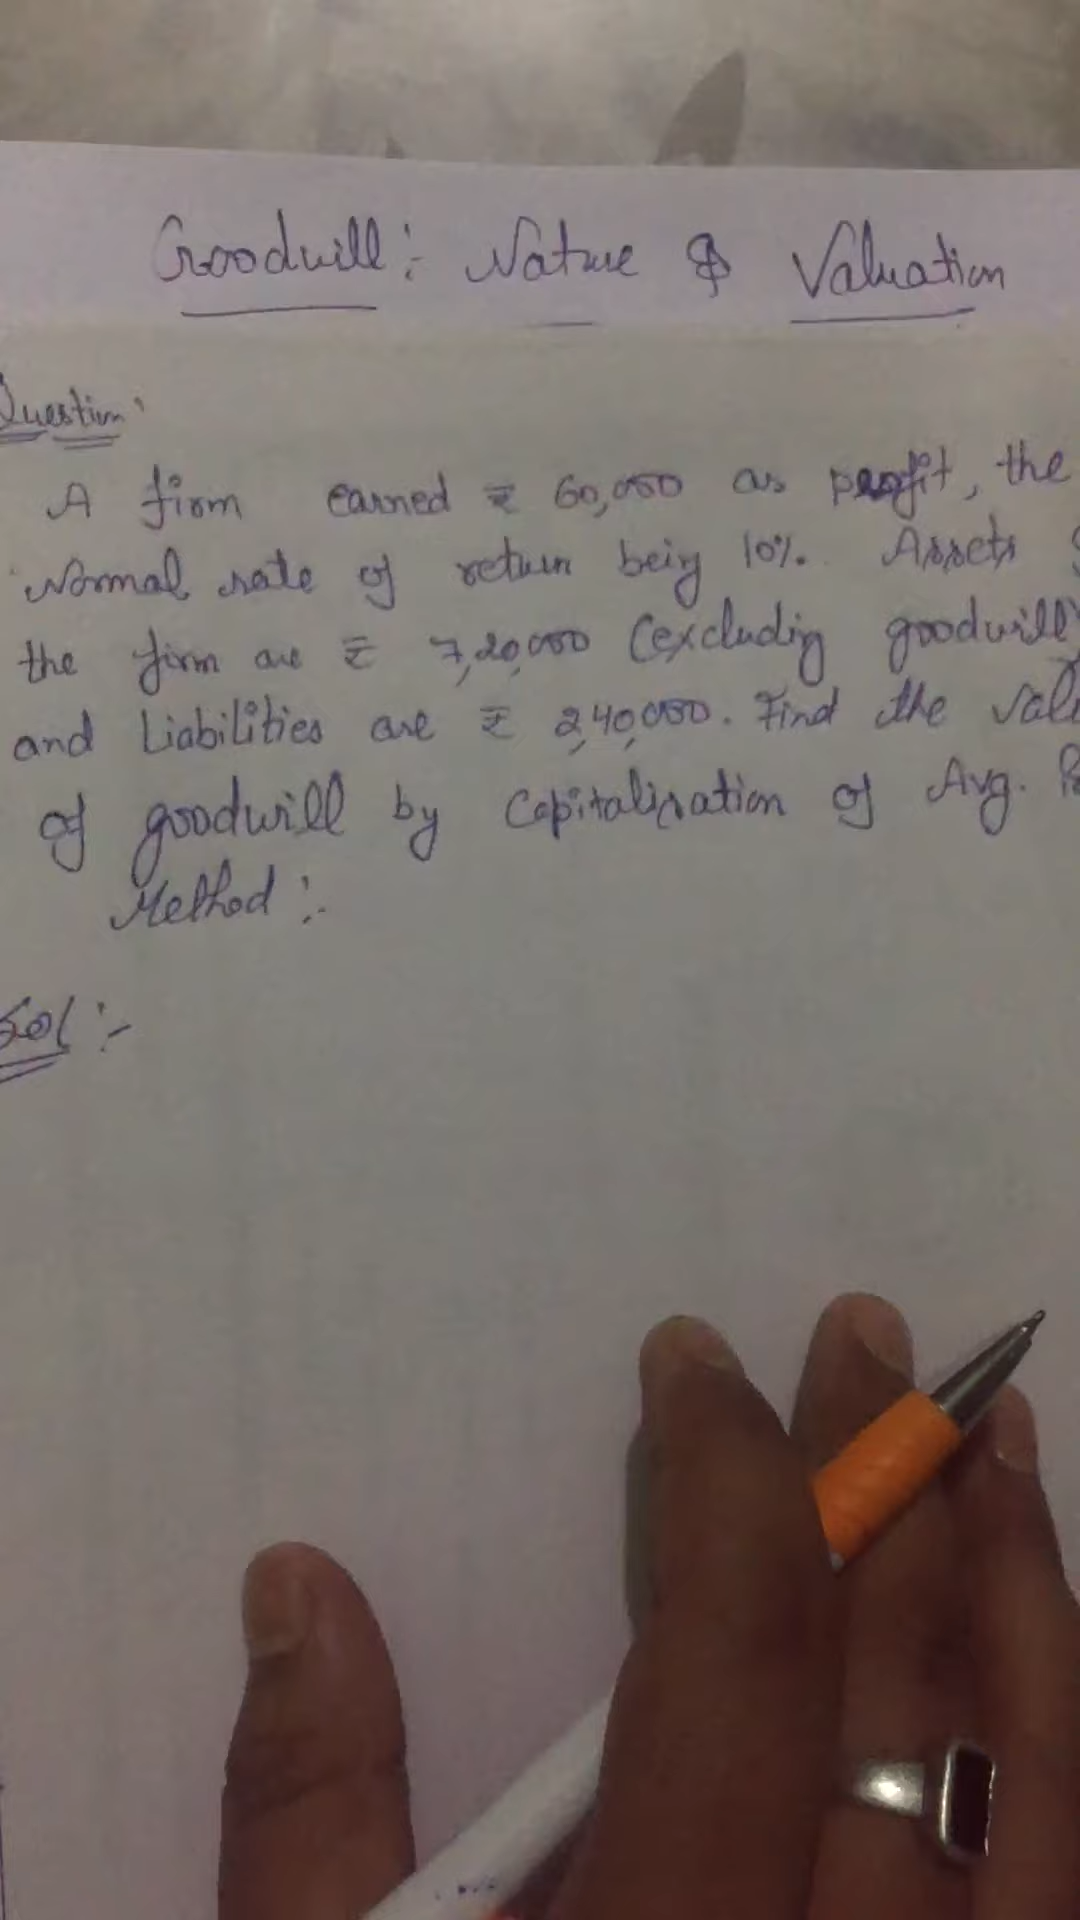 Goodwill: Nature & Valuation
Question:
A firm earned ₹ 60,000 as profit, the
Normal rate of return being 10%. Assets
the firm are ₹ 7,20,000 (excluding goodwill
and Liabilities are ₹ 2,40,000. Find the
of goodwill by Capitalisation of Avg.
Method :-
Sol :-